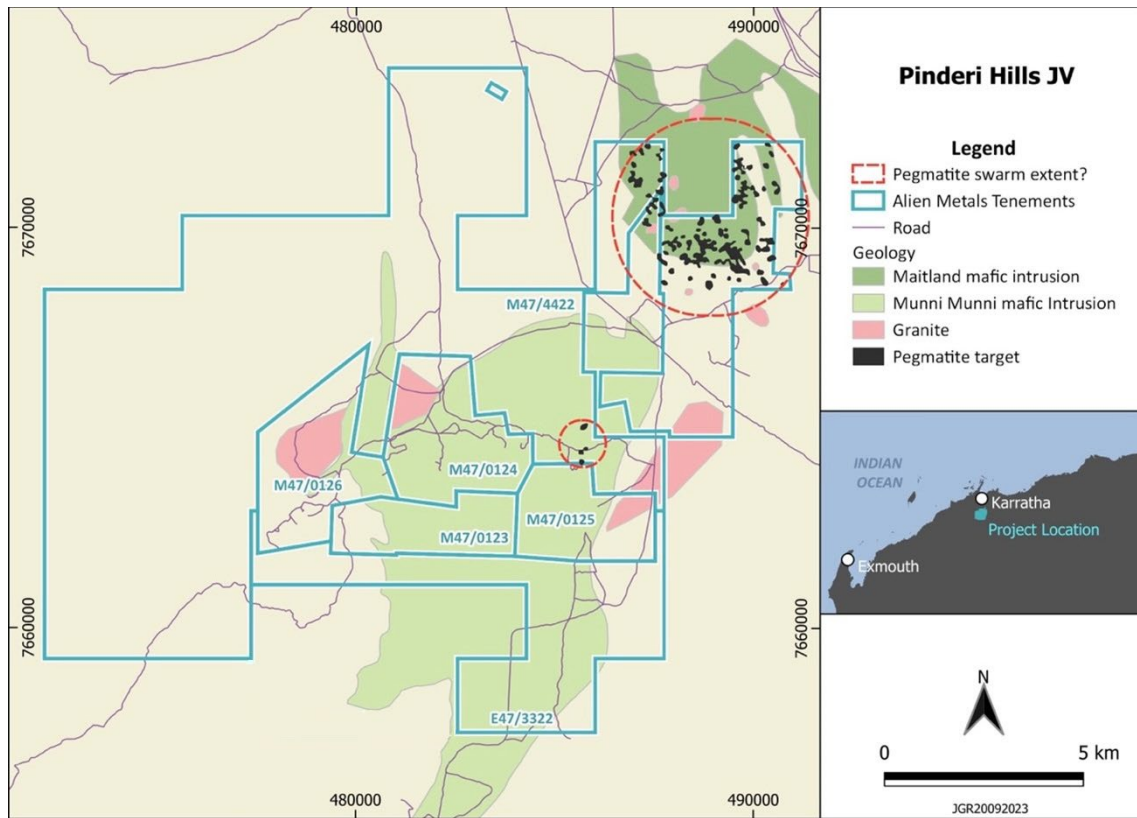 480000
490000
7670000
7670000
M47/4422
M47/0126
M47/0124
M47/0125
M47/0123
7660000
7660000
E47/3322
480000
490000
Pinderi Hills JV
Legend
Pegmatite swarm extent?
Alien Metals Tenements
Road
Geology
Maitland mafic intrusion
Munni Munni mafic Intrusion
Granite
Pegmatite target
INDIAN
OCEAN
Karratha
Project Location
Exmouth
N
0
5 km
JGR20092023